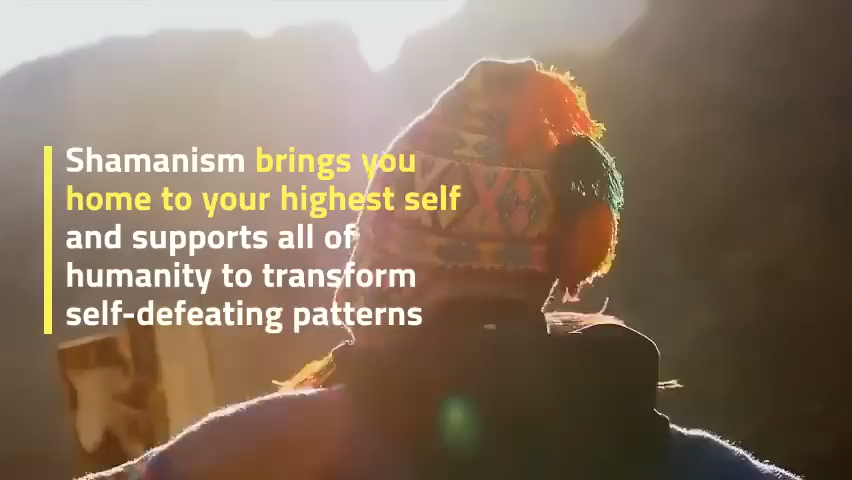 Shamanism brings you
home to your highest self
and supports all of
humanity to transform
self-defeating patterns